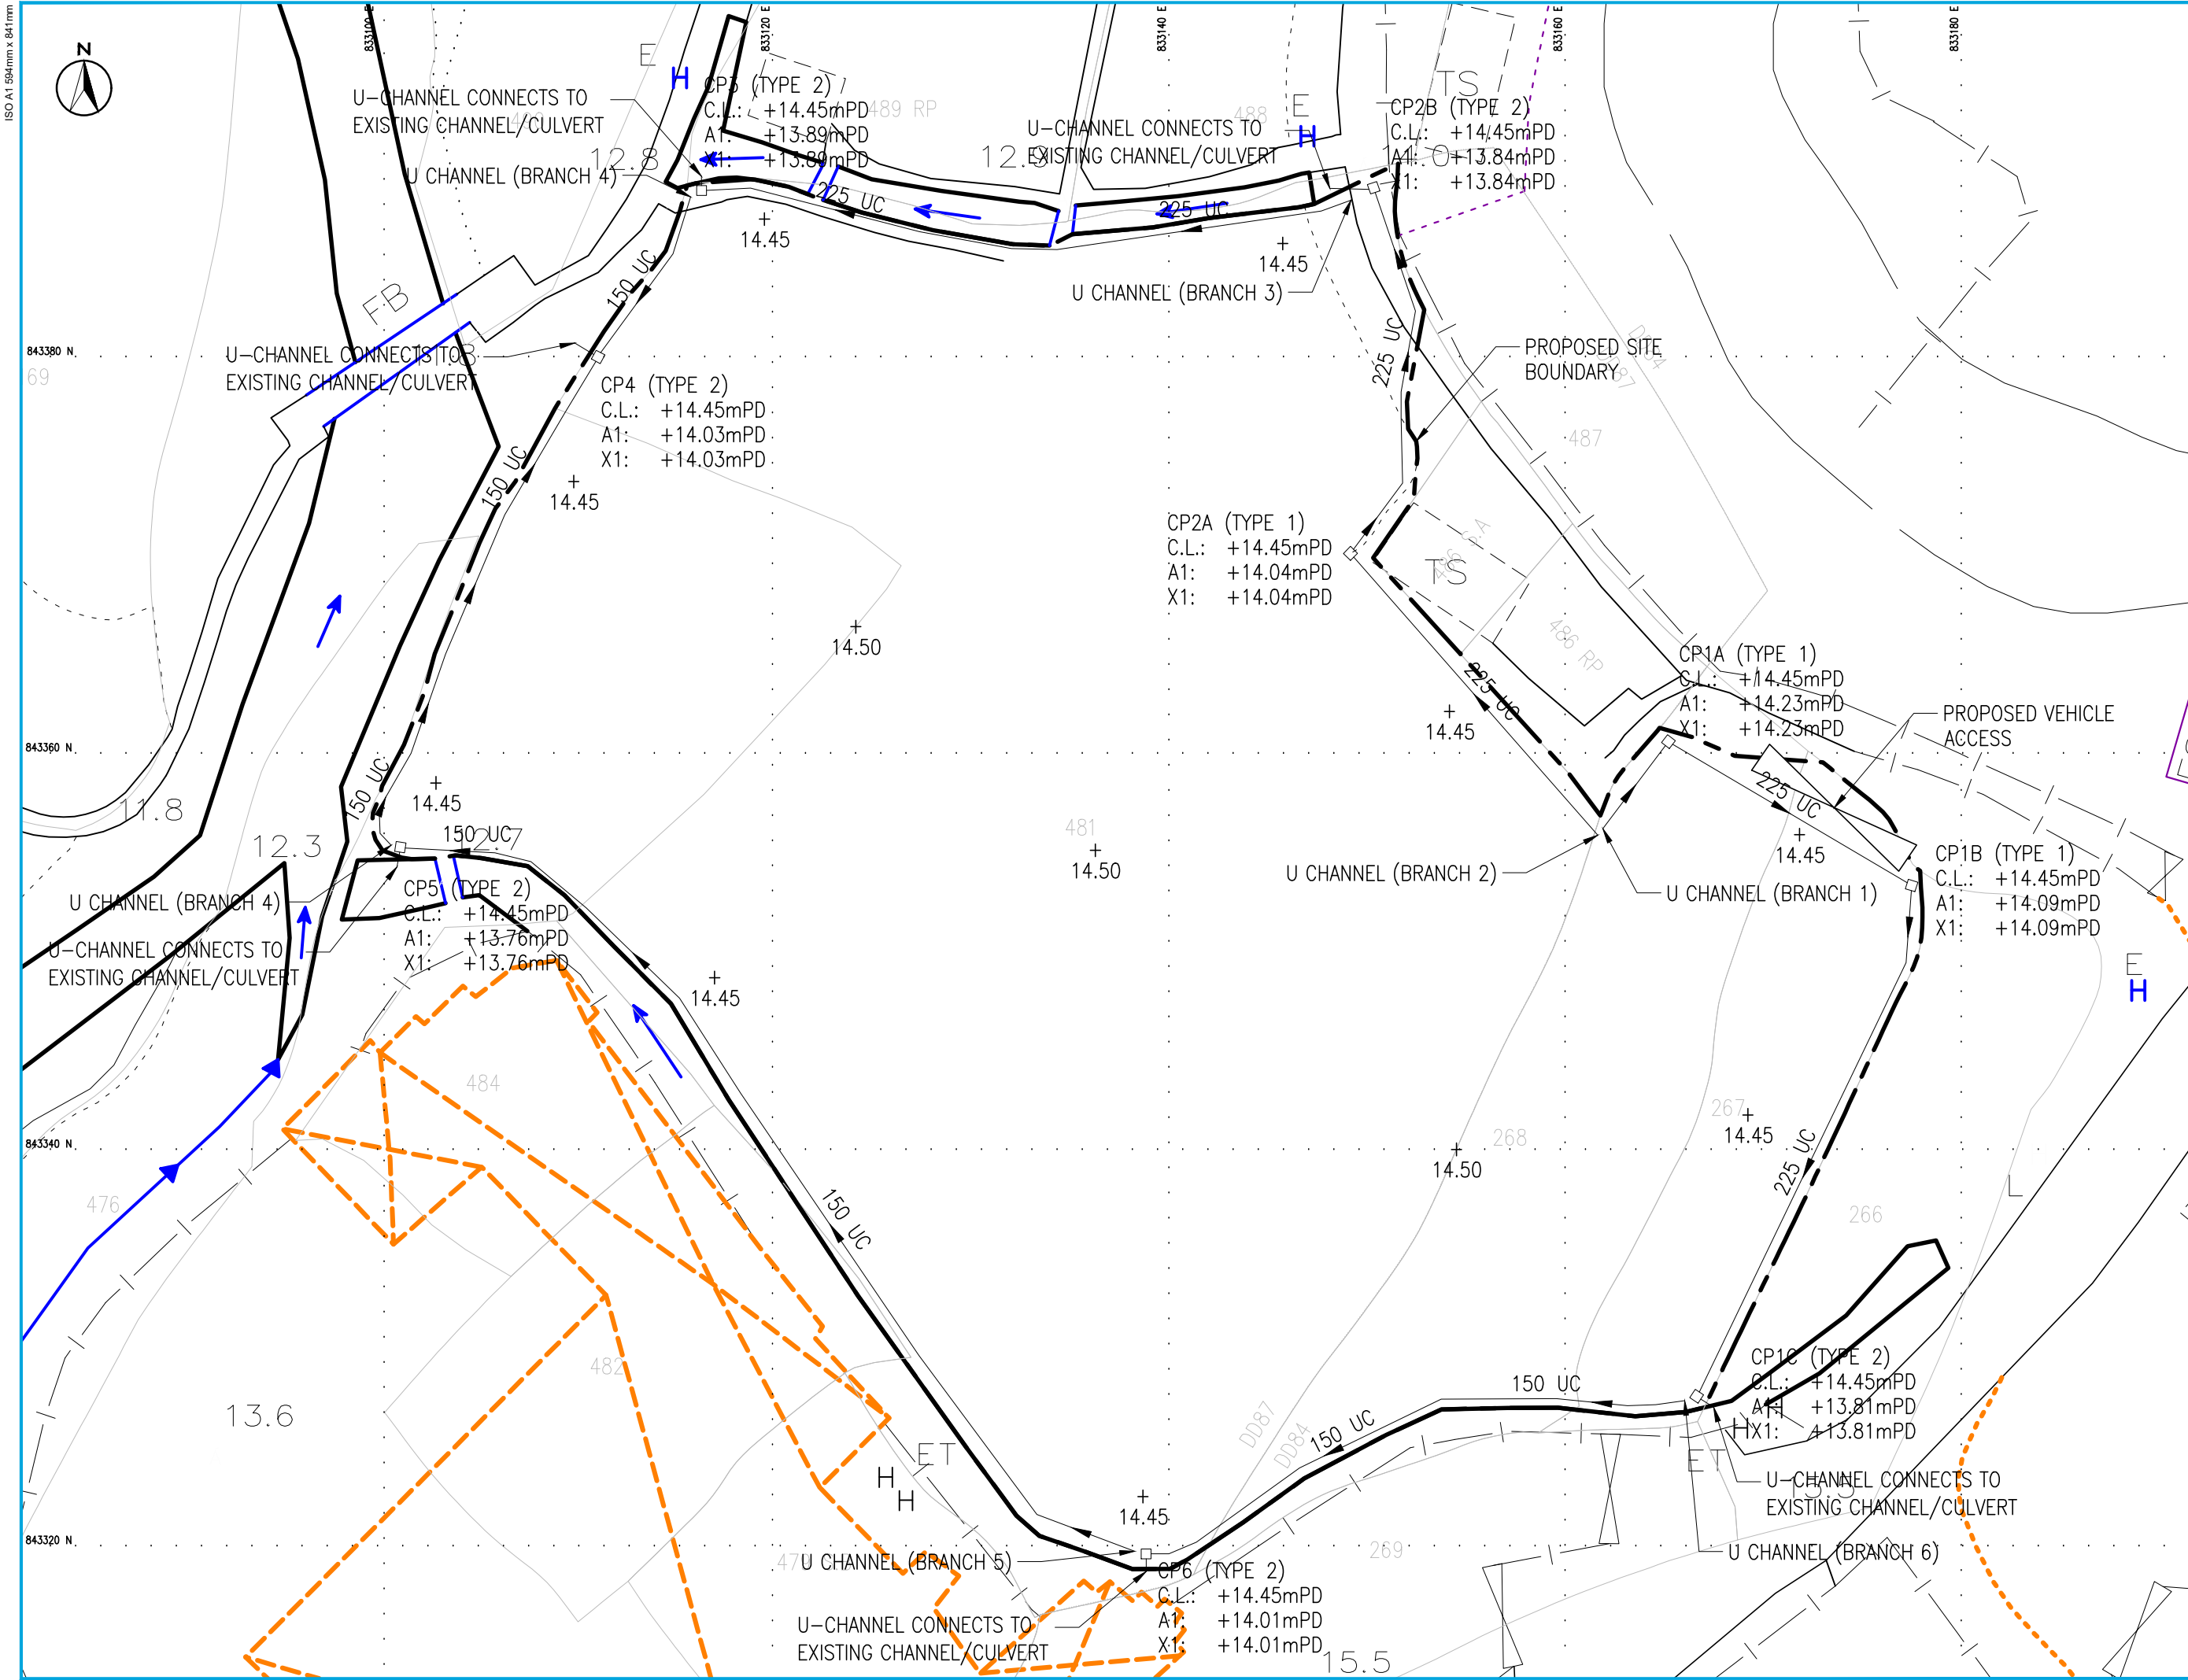 ISO A1 594mm x 841mm
N
833100 E
833120 E
833140 E
833160 E
833180 E
E
H
TS
U-CHANNEL CONNECTS TO
EXISTING CHANNEL/CULVERT
CP3 (TYPE 2)
C.L.: +14.45mPD
A1: +13.89mPD
X1: +13.89mPD
489 RP
488
E
H
U-CHANNEL CONNECTS TO
EXISTING CHANNEL/CULVERT
CP2B (TYPE 2)
C.L.: +14.45mPD
A1: +13.84mPD
X1: +13.84mPD
12.8
12.9
14.0
U CHANNEL (BRANCH 4)
225 UC
225 UC
14.45
14.45
150 UC
U CHANNEL (BRANCH 3)
FB
843380 N
69
U-CHANNEL CONNECTS TO
EXISTING CHANNEL/CULVERT
CP4 (TYPE 2)
C.L.: +14.45mPD
A1: +14.03mPD
X1: +14.03mPD
225 UC
PROPOSED SITE
BOUNDARY
DD84
DD87
487
150 UC
14.45
CP2A (TYPE 1)
C.L.: +14.45mPD
A1: +14.04mPD
X1: +14.04mPD
486 S.A
TS
486 RP
14.50
CP1A (TYPE 1)
C.L.: +14.45mPD
A1: +14.23mPD
X1: +14.23mPD
225 UC
14.45
PROPOSED VEHICLE
ACCESS
843360 N
225 UC
150 UC
14.45
11.8
12.3
150 UC
12.7
481
14.50
14.45
U CHANNEL (BRANCH 2)
U CHANNEL (BRANCH 1)
CP1B (TYPE 1)
C.L.: +14.45mPD
A1: +14.09mPD
X1: +14.09mPD
U CHANNEL (BRANCH 4)
CP5 (TYPE 2)
C.L.: +14.45mPD
A1: +13.76mPD
X1: +13.76mPD
U-CHANNEL CONNECTS TO
EXISTING CHANNEL/CULVERT
14.45
E
H
484
267
14.45
268
14.50
843340 N
225 UC
L
476
150 UC
266
482
13.6
CP1C (TYPE 2)
C.L.: +14.45mPD
A1: +13.81mPD
X1: +13.81mPD
H
H
150 UC
DD87
DD84
150 UC
ET
H
H
ET
U-CHANNEL CONNECTS TO
EXISTING CHANNEL/CULVERT
15.5
14.45
843320 N
269
U CHANNEL (BRANCH 6)
U CHANNEL (BRANCH 5)
CP6 (TYPE 2)
C.L.: +14.45mPD
A1: +14.01mPD
X1: +14.01mPD
U-CHANNEL CONNECTS TO
EXISTING CHANNEL/CULVERT
15.5